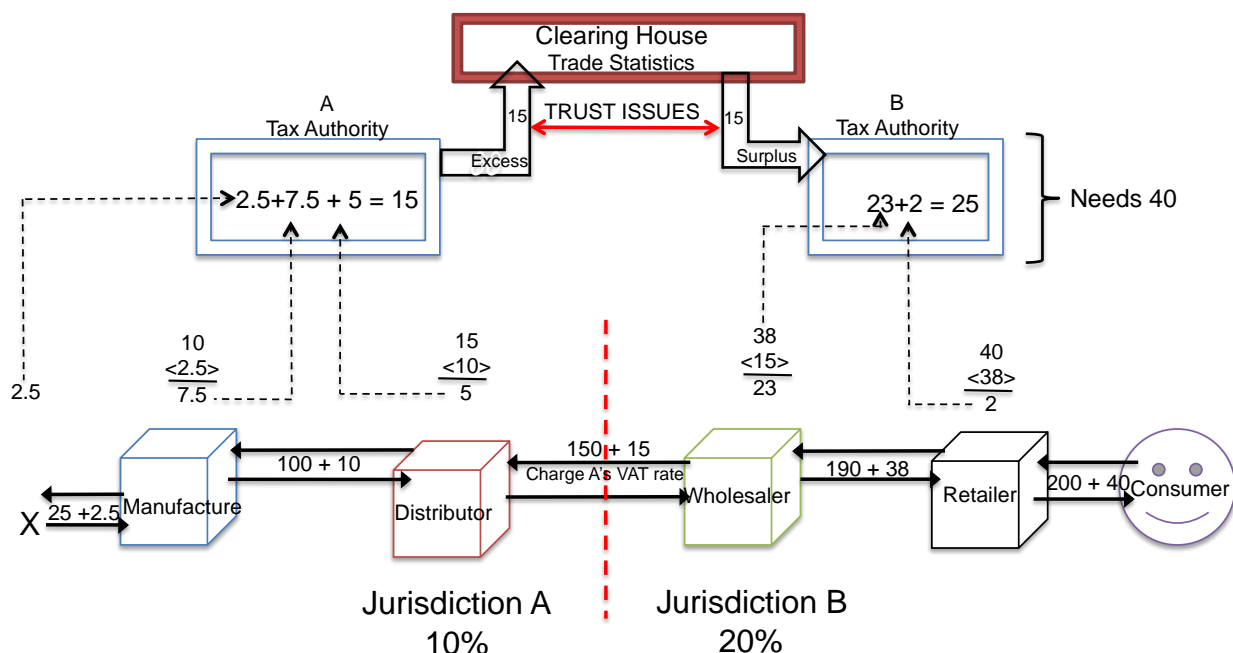 Clearing House
Trade Statistics
A
Tax Authority
15
TRUST ISSUES
15
B
Tax Authority
Excess
Surplus
2.5+7.5 + 5 = 15
23+2 = 25
Needs 40
10
<2.5>
7.5
15
<10>
5
38
<15>
23
40
<38>
2
2.5
100 + 10
150 + 15
Charge A's VAT rate
190 + 38
200 + 40
X
25 +2.5
Manufacture
Distributor
Wholesaler
Retailer
Consumer
Jurisdiction A
10%
Jurisdiction B
20%